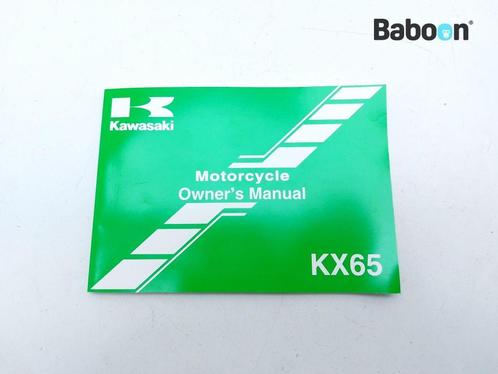 Baboon
Kawasaki
Motorcycle
Owner's Manual
KX65